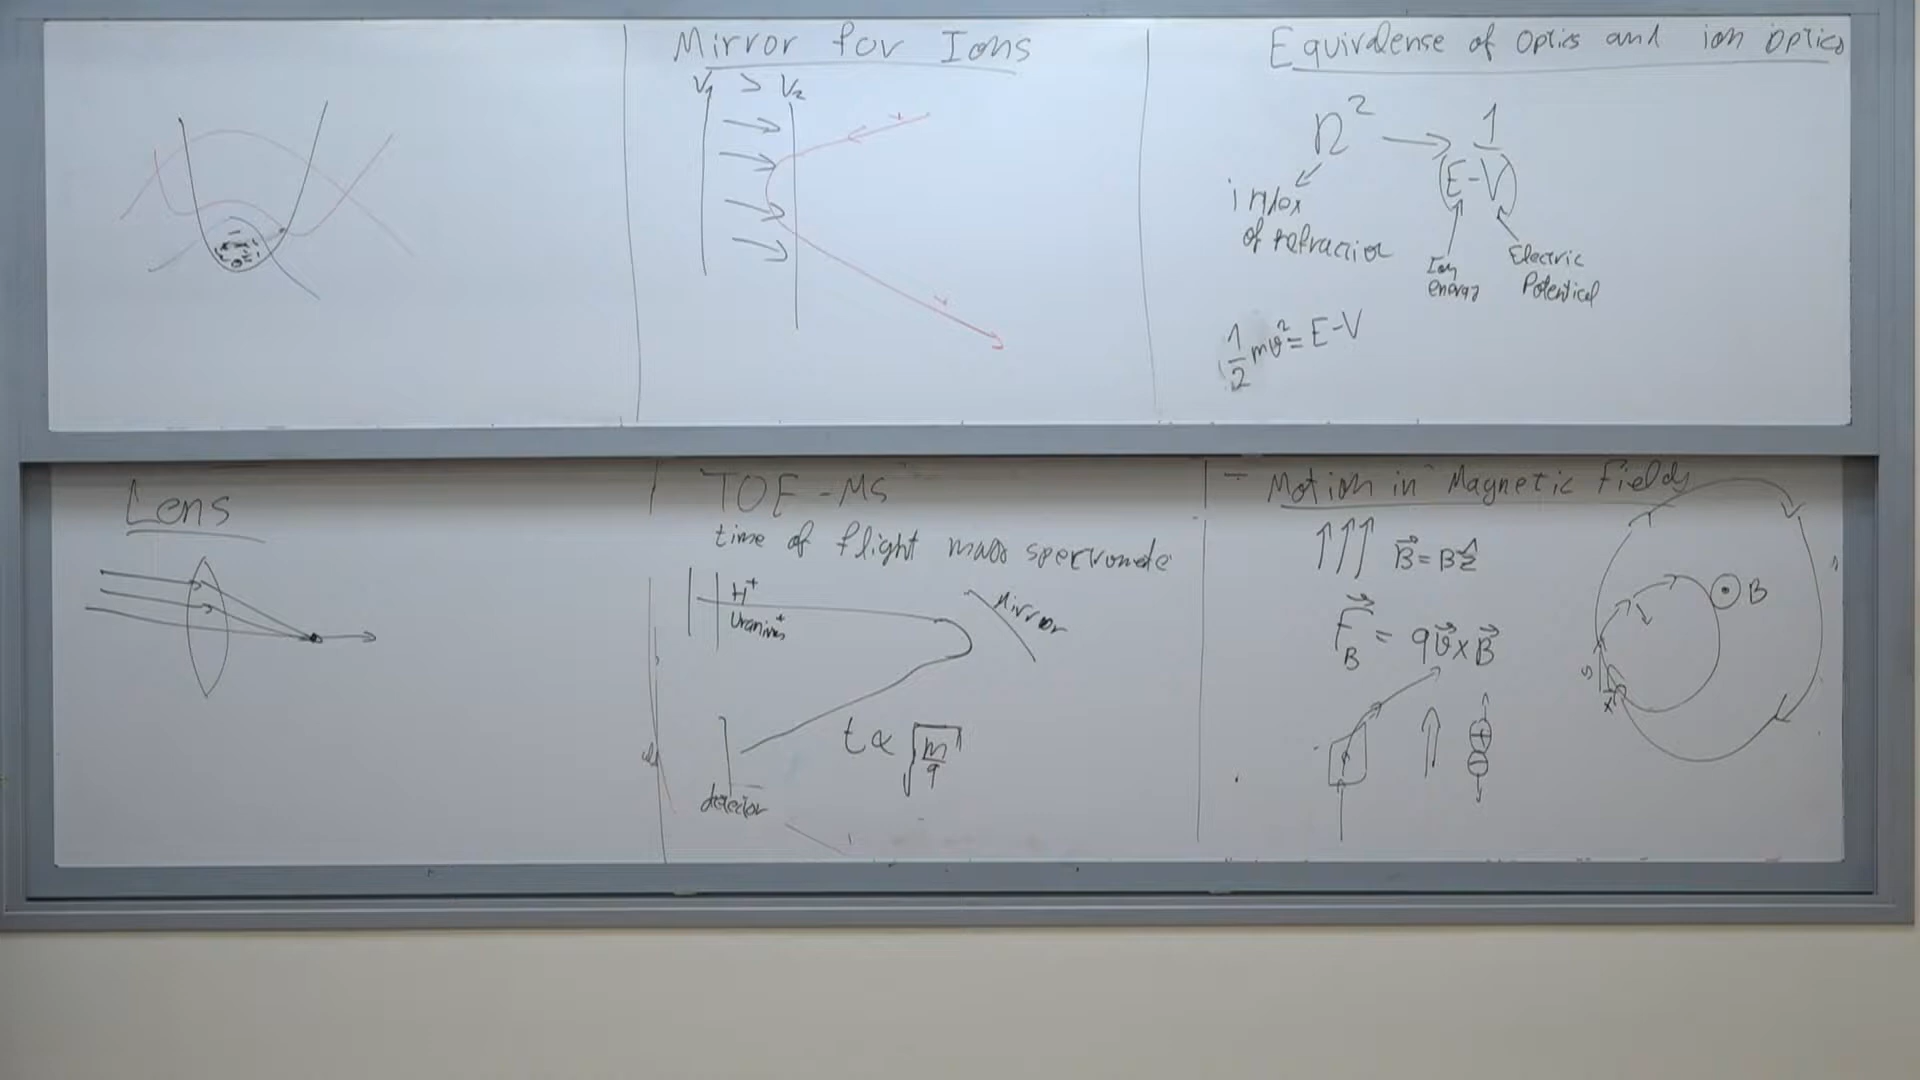 Mirror for Ions
V₁ > V₂
Equivalense of Optics and ion optics
n² → 1/(E-V)
index of refraction
Ion energy
Electric Potential
1/2 mv² = E-V
Lens
TOF-MS
time of flight mass
H⁺
Uranium⁺
Mirror
t ∝ √(m/q)
detector
Motion in Magnetic Fields
B⃗ = Bẑ
F⃗_B = qv⃗ × B⃗
⊙ B
+
−